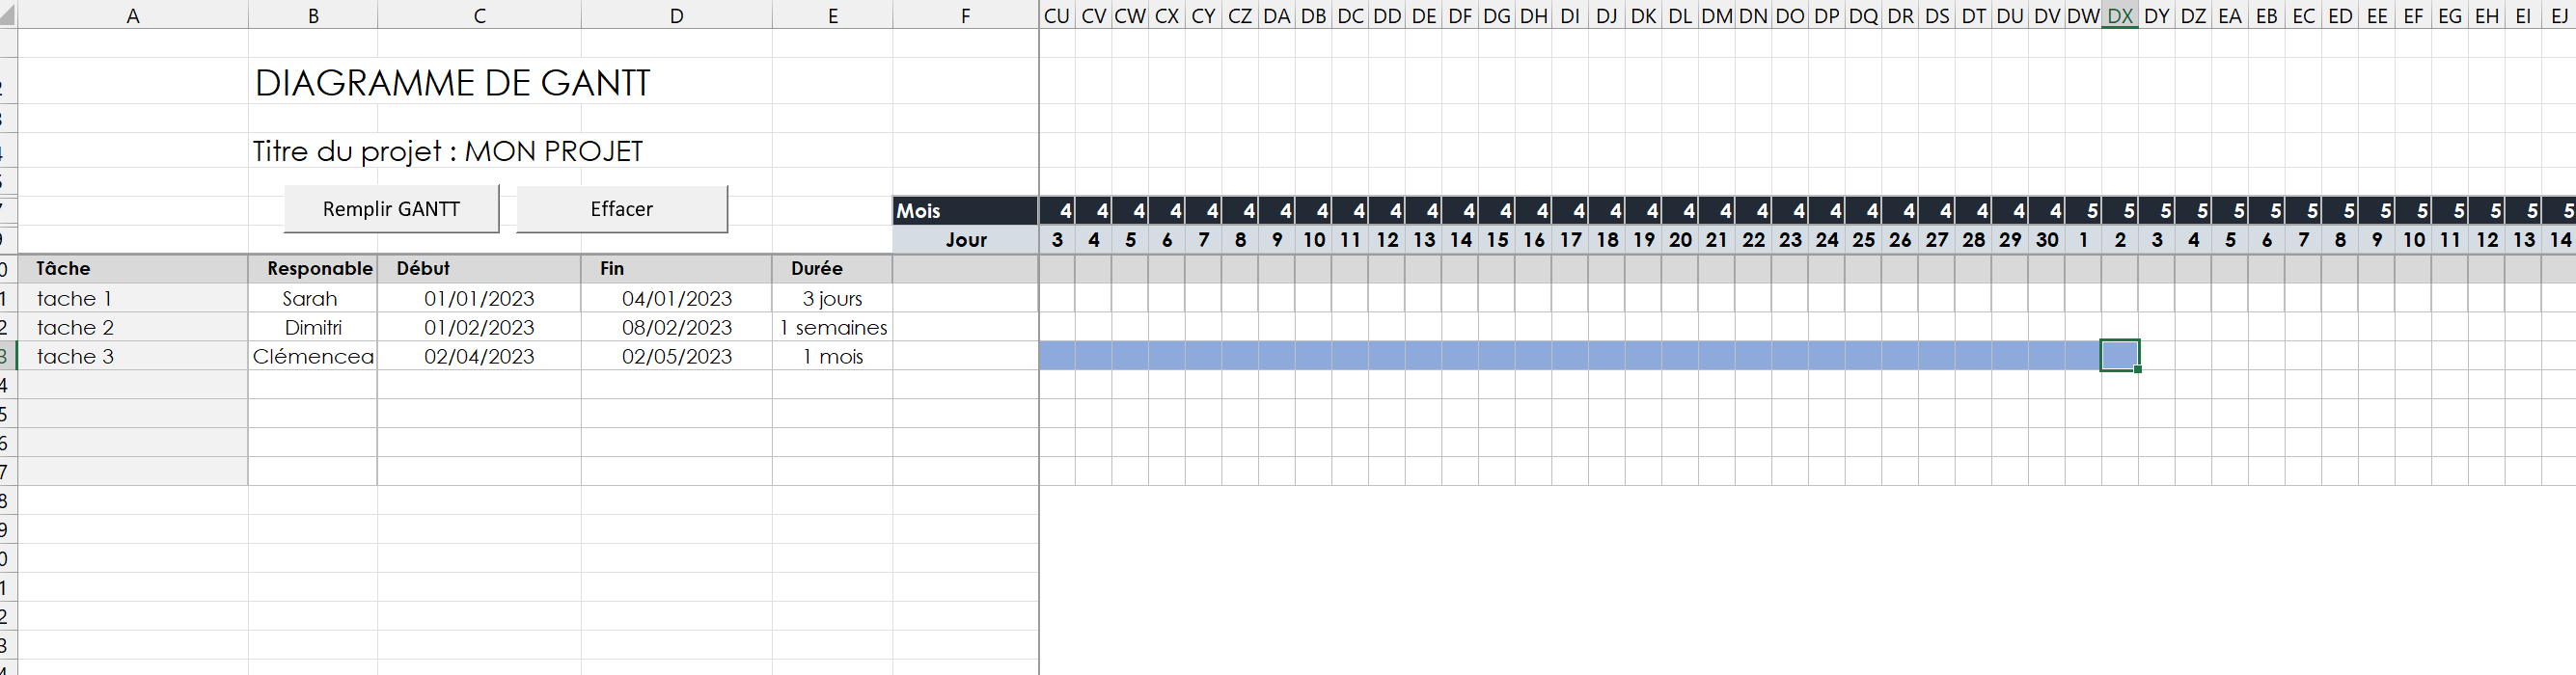 A B C D E F CU CV CW CX CY CZ DA DB DC DD DE DF DG DH DI DJ DK DL DM DN DO DP DQ DR DS DT DU DV DW DX DY DZ EA EB EC ED EE EF EG EH EI EJ
DIAGRAMME DE GANTT
Titre du projet : MON PROJET
Remplir GANTT Effacer
Mois 4 4 4 4 4 4 4 4 4 4 4 4 4 4 4 4 4 4 4 4 4 4 4 4 4 4 4 4 5 5 5 5 5 5 5 5 5 5 5 5 5 5
Jour 3 4 5 6 7 8 9 10 11 12 13 14 15 16 17 18 19 20 21 22 23 24 25 26 27 28 29 30 1 2 3 4 5 6 7 8 9 10 11 12 13 14
Tâche Responable Début Fin Durée
tache 1 Sarah 01/01/2023 04/01/2023 3 jours
tache 2 Dimitri 01/02/2023 08/02/2023 1 semaines
tache 3 Clémencea 02/04/2023 02/05/2023 1 mois